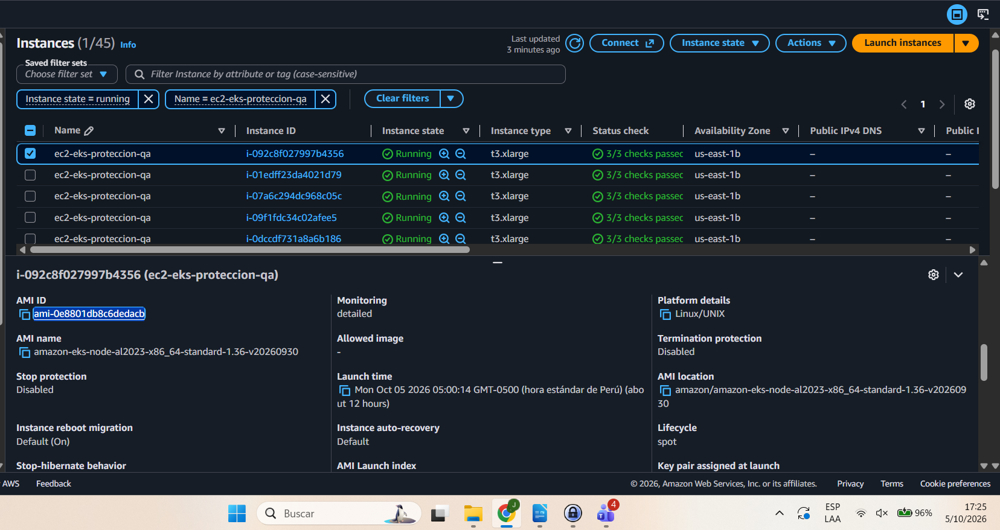 Instances (1/45) Info
Last updated
3 minutes ago
Connect
Instance state
Actions
Launch instances
Saved filter sets
Choose filter set
Filter Instance by attribute or tag (case-sensitive)
Instance state = running
Name = ec2-eks-proteccion-qa
Clear filters
1
Name Instance ID Instance state Instance type Status check Availability Zone Public IPv4 DNS Public I
ec2-eks-proteccion-qa i-092c8f027997b4356 Running t3.xlarge 3/3 checks passec us-east-1b – –
ec2-eks-proteccion-qa i-01edff23da4021d79 Running t3.xlarge 3/3 checks passec us-east-1b – –
ec2-eks-proteccion-qa i-07a6c294dc968c05c Running t3.xlarge 3/3 checks passec us-east-1b – –
ec2-eks-proteccion-qa i-09f1fdc34c02afee5 Running t3.xlarge 3/3 checks passec us-east-1b – –
ec2-eks-proteccion-qa i-0dccdf731a8a6b186 Running t3.xlarge 3/3 checks passec us-east-1b – –
i-092c8f027997b4356 (ec2-eks-proteccion-qa)
AMI ID
ami-0e8801db8c6dedacb
Monitoring
detailed
Platform details
Linux/UNIX
AMI name
amazon-eks-node-al2023-x86_64-standard-1.36-v20260930
Allowed image
-
Termination protection
Disabled
Stop protection
Disabled
Launch time
Mon Oct 05 2026 05:00:14 GMT-0500 (hora estándar de Perú) (abo
ut 12 hours)
AMI location
amazon/amazon-eks-node-al2023-x86_64-standard-1.36-v202609
30
Instance reboot migration
Default (On)
Instance auto-recovery
Default
Lifecycle
spot
Stop-hibernate behavior
AMI Launch index
Key pair assigned at launch
AWS
Feedback
© 2026, Amazon Web Services, Inc. or its affiliates.
Privacy
Terms
Cookie preferences
Buscar
J
T
4
ESP
LAA
96%
17:25
5/10/2026